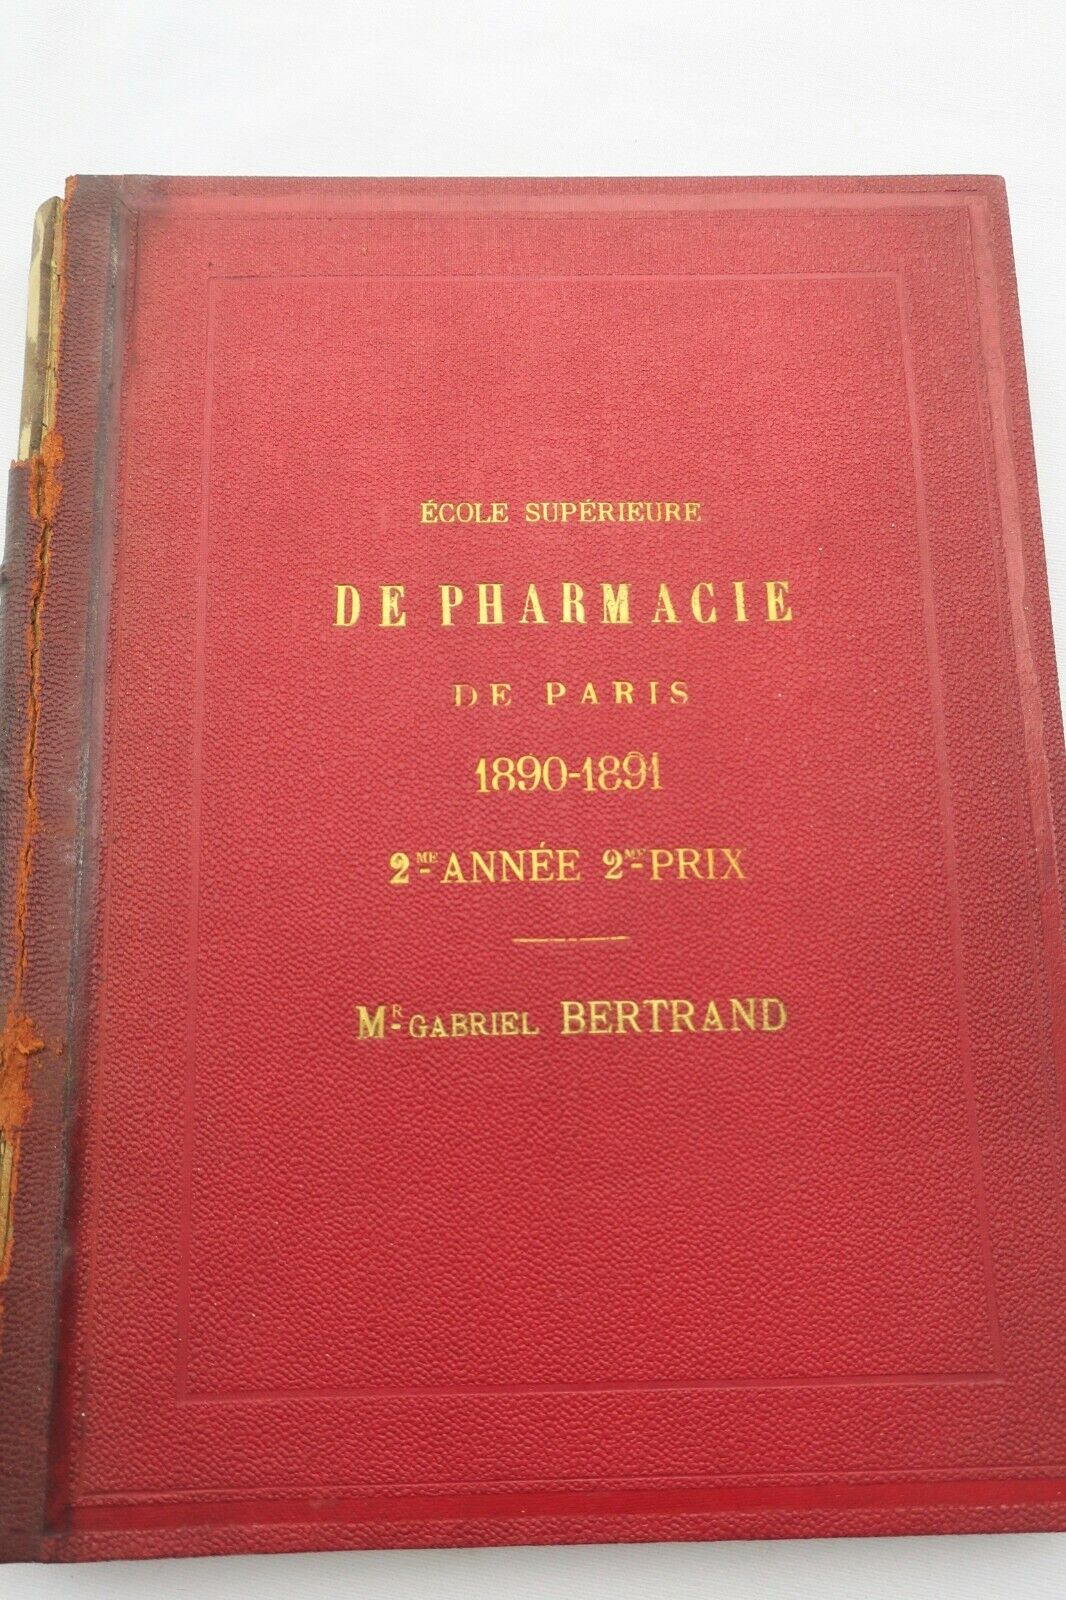 ÉCOLE SUPÉRIEURE
DE PHARMACIE
DE PARIS
1890-1891
2ME ANNÉE 2ME PRIX
MR GABRIEL BERTRAND